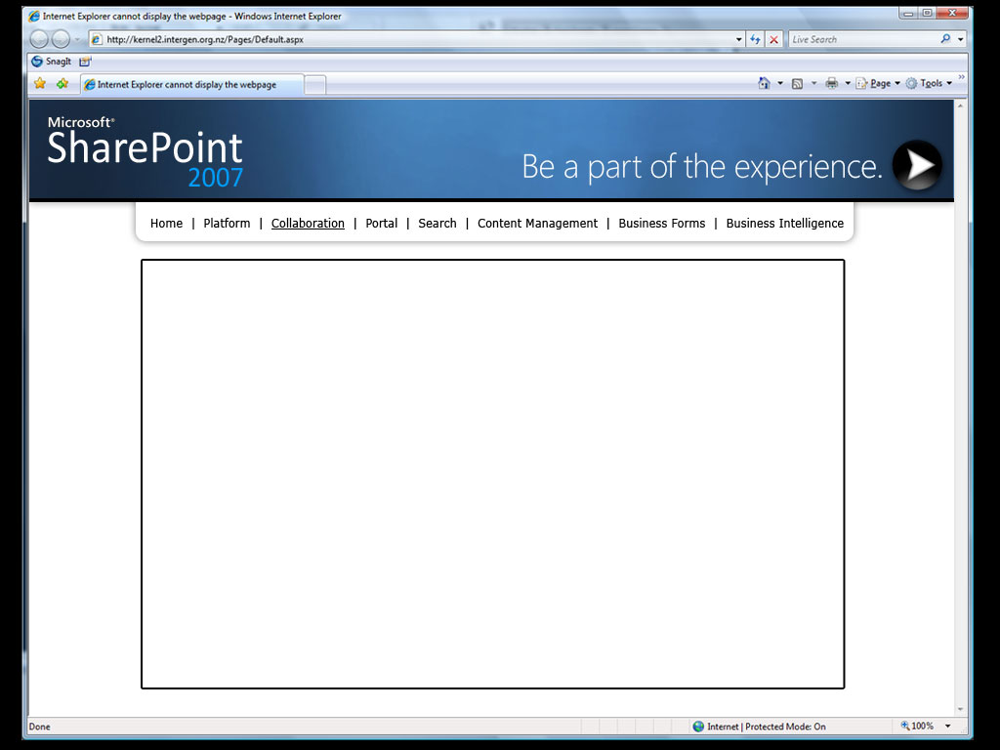 Internet Explorer cannot display the webpage - Windows Internet Explorer
http://kernel2.intergen.org.nz/Pages/Default.aspx
Live Search
SnagIt
Internet Explorer cannot display the webpage
Page
Tools
Microsoft®
SharePoint
2007
Be a part of the experience.
Home | Platform | Collaboration | Portal | Search | Content Management | Business Forms | Business Intelligence
Done
Internet | Protected Mode: On
100%